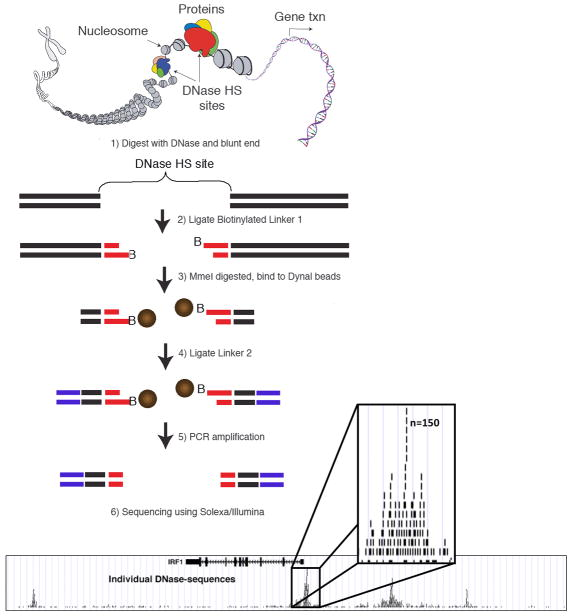 Proteins
Gene txn
Nucleosome
DNase HS
sites
1) Digest with DNase and blunt end
DNase HS site
2) Ligate Biotinylated Linker 1
B
B
3) MmeI digested, bind to Dynal beads
B
B
4) Ligate Linker 2
B
B
5) PCR amplification
n=150
6) Sequencing using Solexa/Illumina
IRF1
Individual DNase-sequences